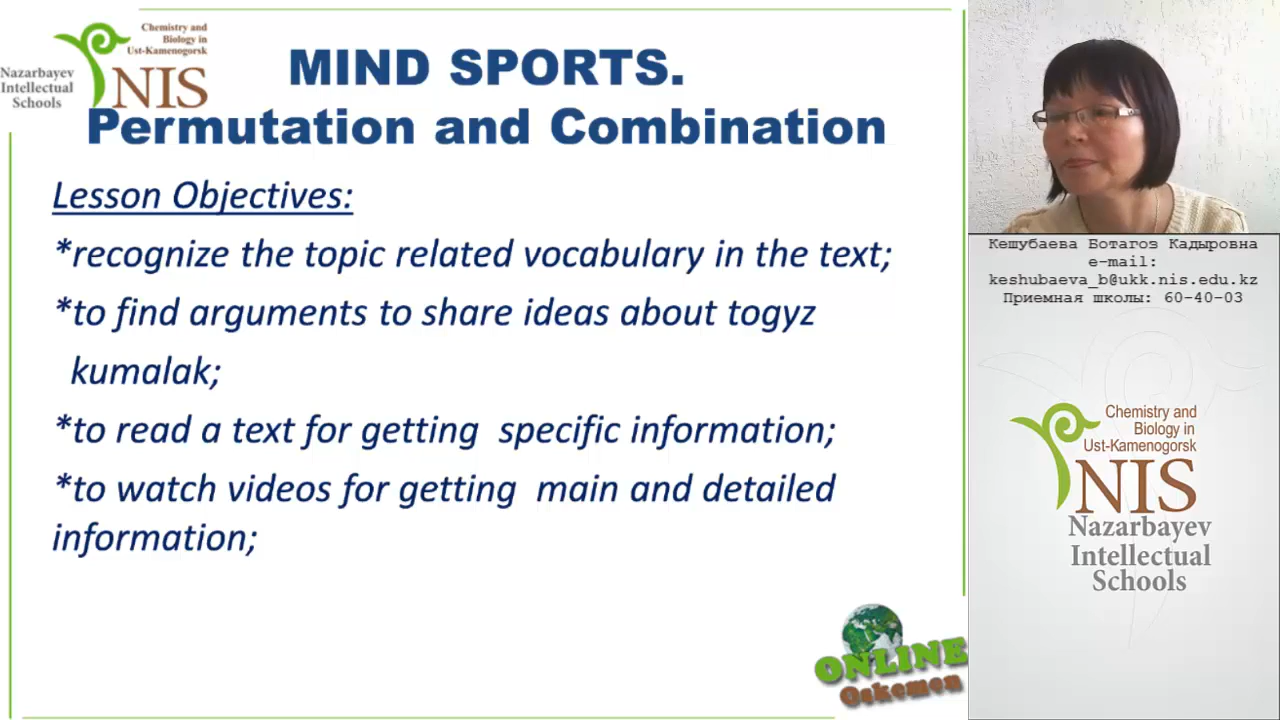 Chemistry and
Biology in
Ust-Kamenogorsk
Nazarbayev
Intellectual
Schools
NIS
MIND SPORTS.
Permutation and Combination
Lesson Objectives:
*recognize the topic related vocabulary in the text;
*to find arguments to share ideas about togyz
kumalak;
*to read a text for getting specific information;
*to watch videos for getting main and detailed
information;
ONLINE
Oskemen
Кешубаева Ботагоз Кадыровна
e-mail:
keshubaeva_b@ukk.nis.edu.kz
Приемная школы: 60-40-03
Chemistry and
Biology in
Ust-Kamenogorsk
NIS
Nazarbayev
Intellectual
Schools